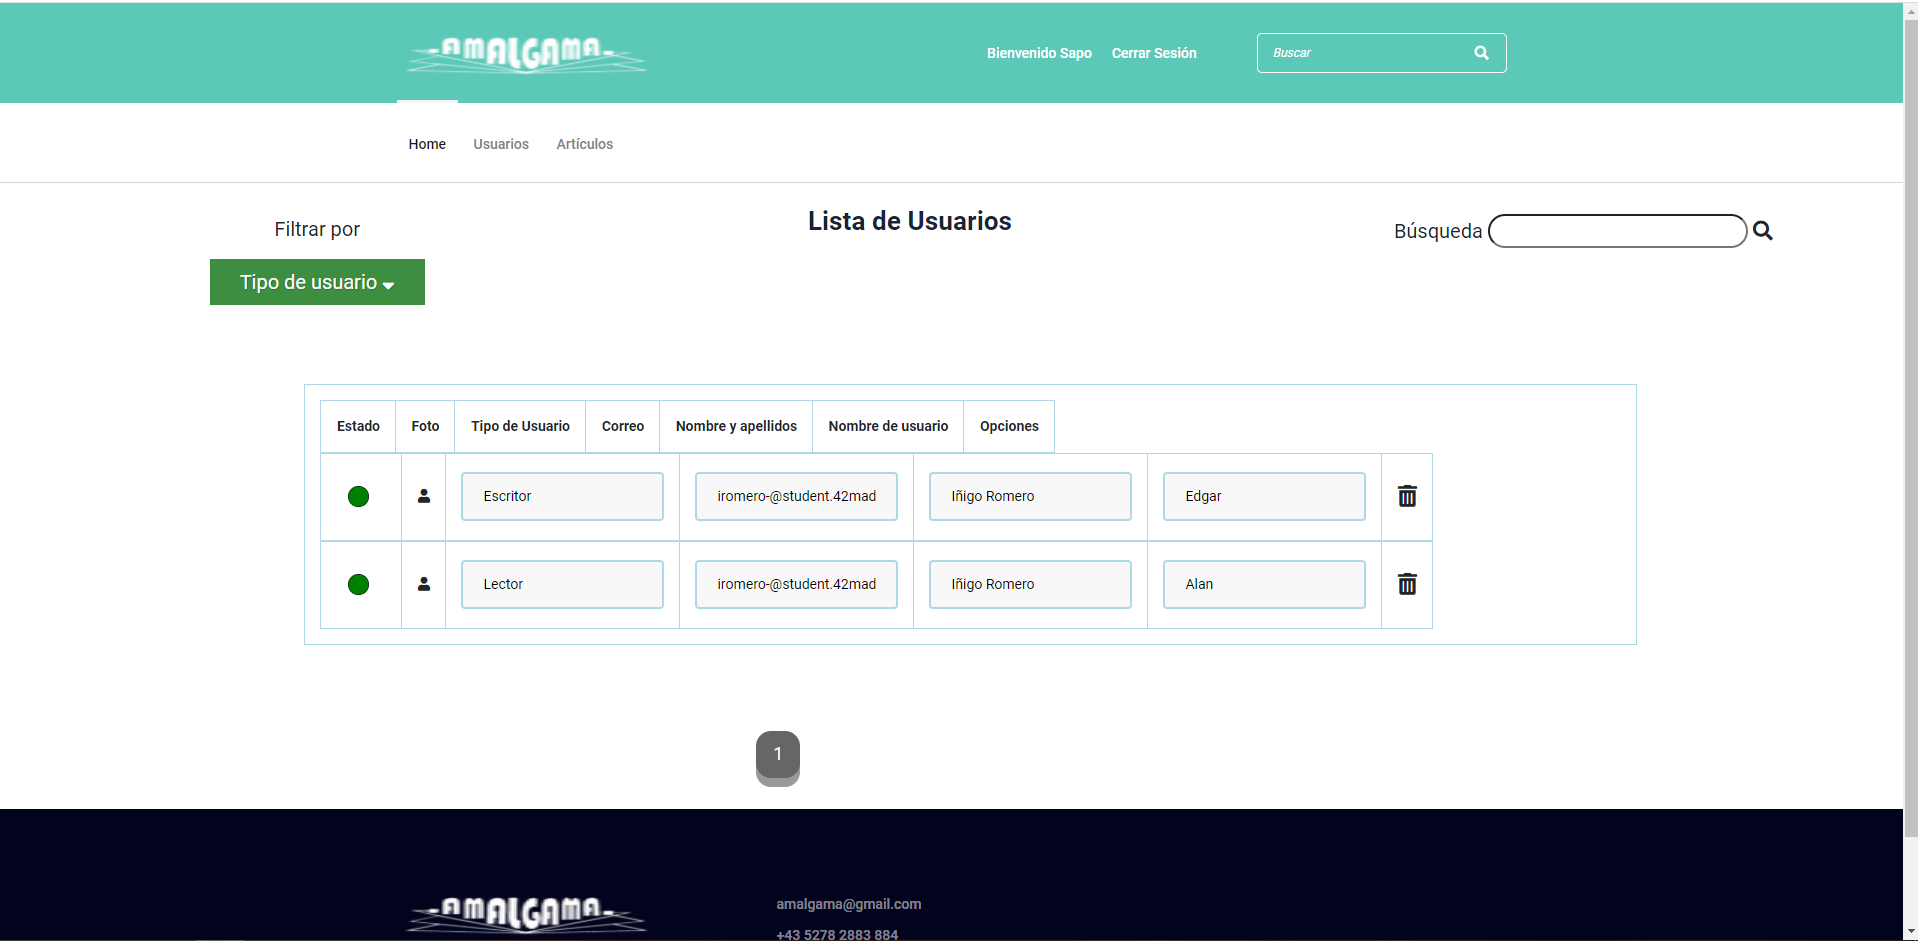 AMALGAMA
Bienvenido Sapo Cerrar Sesión Buscar
Home Usuarios Artículos
Filtrar por
Lista de Usuarios
Búsqueda
Tipo de usuario
Estado Foto Tipo de Usuario Correo Nombre y apellidos Nombre de usuario Opciones
Escritor iromero-@student.42mad Iñigo Romero Edgar
Lector iromero-@student.42mad Iñigo Romero Alan
1
AMALGAMA
amalgama@gmail.com
+43 5278 2883 884